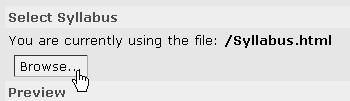 Select Syllabus
You are currently using the file: /Syllabus.html
Browse...
Preview